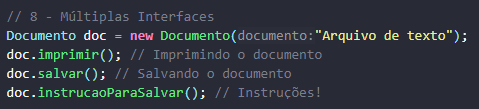 // 8 - Múltiplas Interfaces
Documento doc = new Documento(documento:"Arquivo de texto");
doc.imprimir(); // Imprimindo o documento
doc.salvar(); // Salvando o documento
doc.instrucaoParaSalvar(); // Instruções!